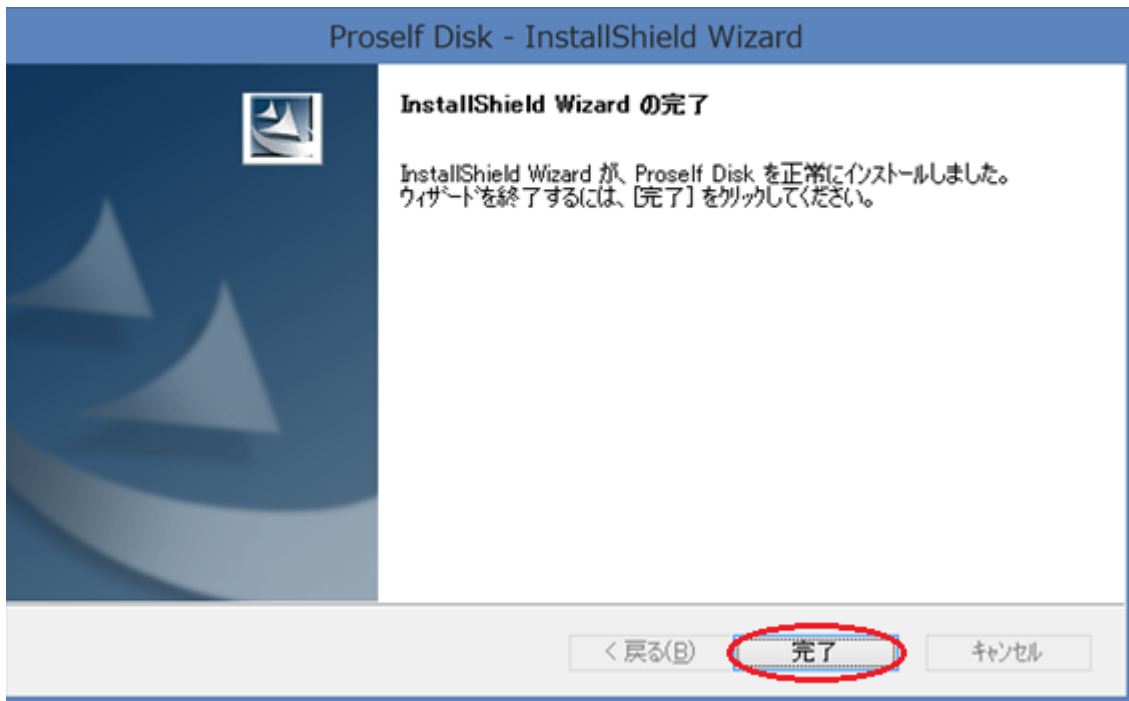 Proself Disk - InstallShield Wizard
InstallShield Wizard の完了
InstallShield Wizard が、Proself Disk を正常にインストールしました。
ウィザードを終了するには、[完了] をクリックしてください。
< 戻る(B)
完了
キャンセル